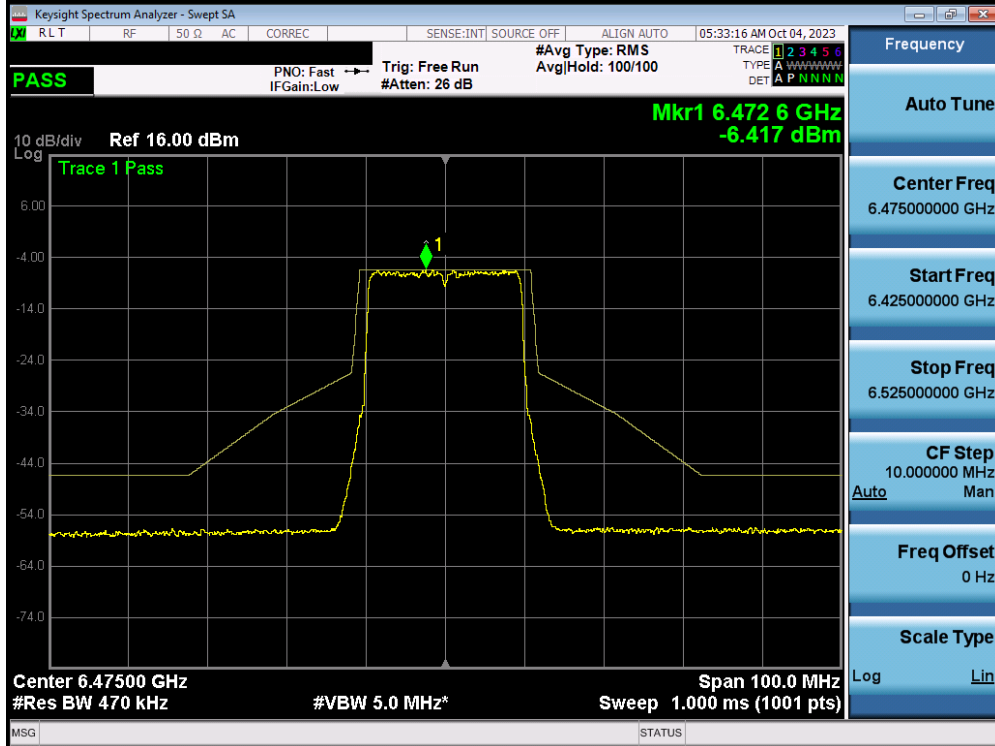 Keysight Spectrum Analyzer - Swept SA
LXI RLT RF 50 Ω AC CORREC SENSE:INT SOURCE OFF ALIGN AUTO 05:33:16 AM Oct 04, 2023
PASS
PNO: Fast
IFGain:Low
Trig: Free Run
#Atten: 26 dB
#Avg Type: RMS
Avg|Hold: 100/100
TRACE 1 2 3 4 5 6
TYPE A WWWWW
DET A P N N N N
Mkr1 6.472 6 GHz
-6.417 dBm
10 dB/div Ref 16.00 dBm
Log
Trace 1 Pass
1
6.00
-4.00
-14.0
-24.0
-34.0
-44.0
-54.0
-64.0
-74.0
Center 6.47500 GHz Span 100.0 MHz
#Res BW 470 kHz #VBW 5.0 MHz* Sweep 1.000 ms (1001 pts)
MSG STATUS
Frequency
Auto Tune
Center Freq
6.475000000 GHz
Start Freq
6.425000000 GHz
Stop Freq
6.525000000 GHz
CF Step
10.000000 MHz
Auto Man
Freq Offset
0 Hz
Scale Type
Log Lin